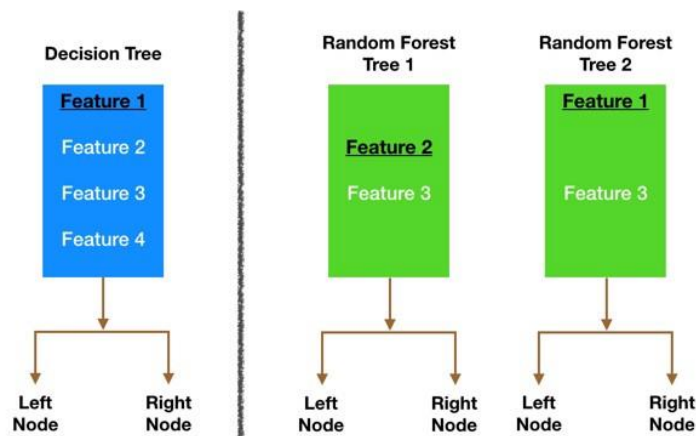 Decision Tree
Feature 1
Feature 2
Feature 3
Feature 4
Left
Node
Right
Node
Random Forest
Tree 1
Feature 2
Feature 3
Left
Node
Right
Node
Random Forest
Tree 2
Feature 1
Feature 3
Left
Node
Right
Node